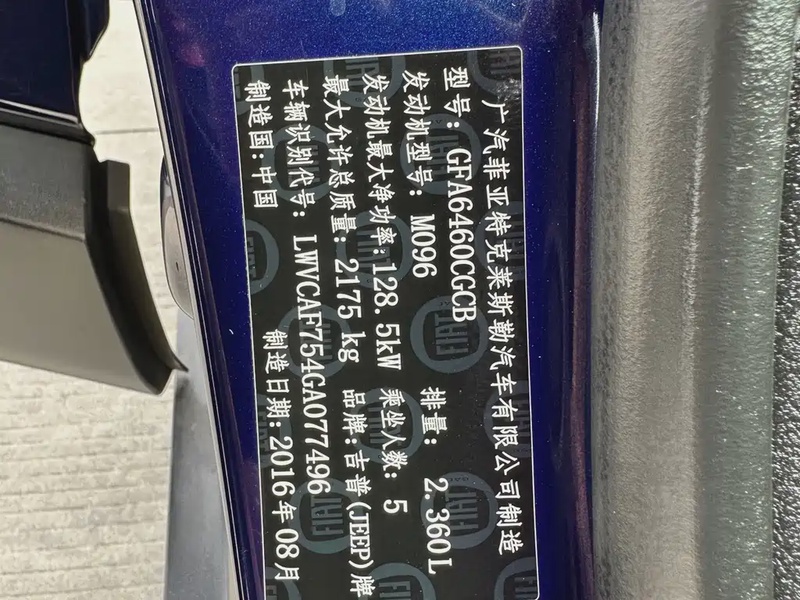 广汽菲亚特克莱斯勒汽车有限公司制造
型号:GFA6460CGCB
发动机型号:M096 排量: 2.360L
发动机最大净功率:128.5kW 乘坐人数: 5
最大允许总质量:2175 kg 品牌:吉普(JEEP)牌
车辆识别代号:LWVCAF754GA077496
制造国:中国 制造日期:2016年08月